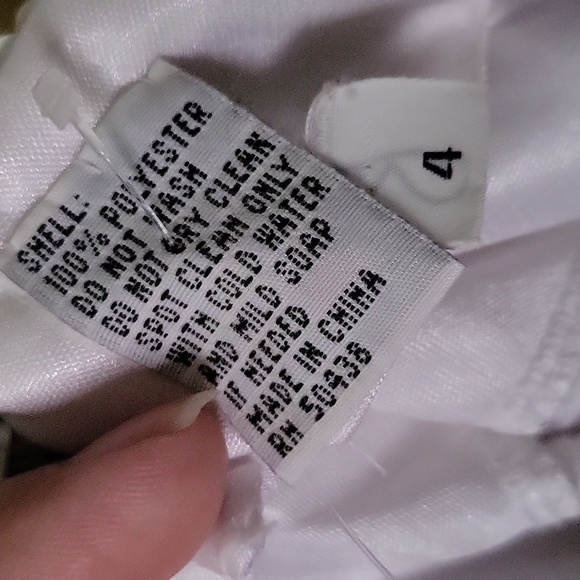 SHELL:
100% POLYESTER
DO NOT WASH
DO NOT DRY CLEAN
SPOT CLEAN ONLY
WITH COLD WATER
AND MILD SOAP
IF NEEDED
MADE IN CHINA
RN 50438
4